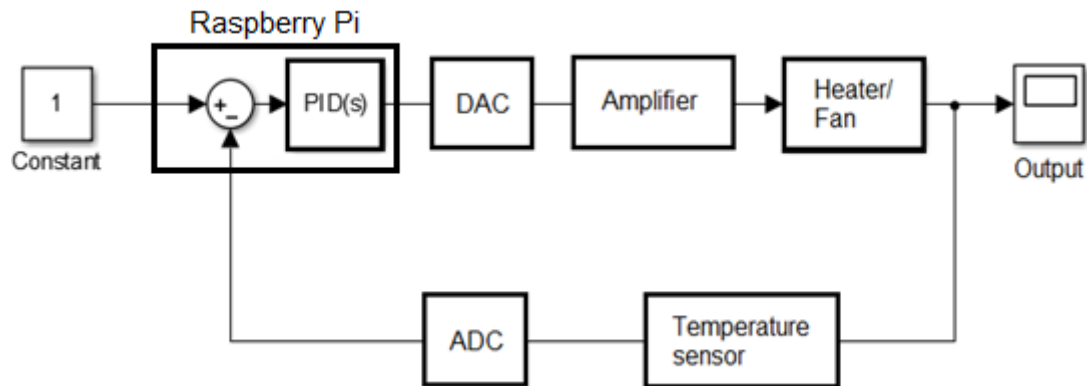 Raspberry Pi
1
Constant
+
−
PID(s)
DAC
Amplifier
Heater/
Fan
Output
ADC
Temperature
sensor